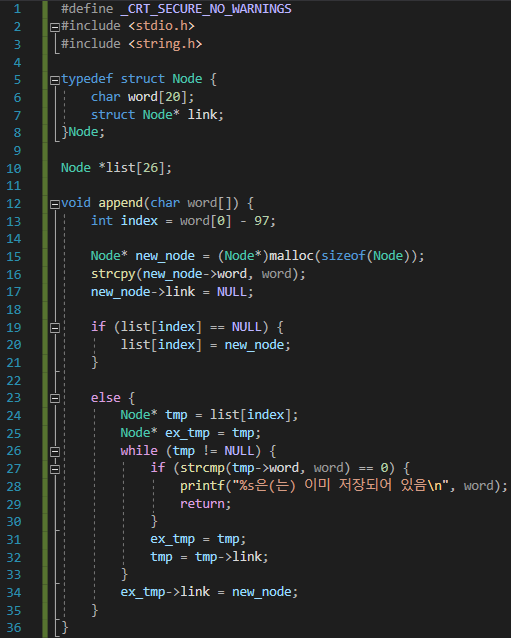 1 #define _CRT_SECURE_NO_WARNINGS
2 #include <stdio.h>
3 #include <string.h>
4
5 typedef struct Node {
6     char word[20];
7     struct Node* link;
8 }Node;
9
10 Node *list[26];
11
12 void append(char word[]) {
13     int index = word[0] - 97;
14
15     Node* new_node = (Node*)malloc(sizeof(Node));
16     strcpy(new_node->word, word);
17     new_node->link = NULL;
18
19     if (list[index] == NULL) {
20         list[index] = new_node;
21     }
22
23     else {
24         Node* tmp = list[index];
25         Node* ex_tmp = tmp;
26         while (tmp != NULL) {
27             if (strcmp(tmp->word, word) == 0) {
28                 printf("%s은(는) 이미 저장되어 있음\n", word);
29                 return;
30             }
31             ex_tmp = tmp;
32             tmp = tmp->link;
33         }
34         ex_tmp->link = new_node;
35     }
36 }